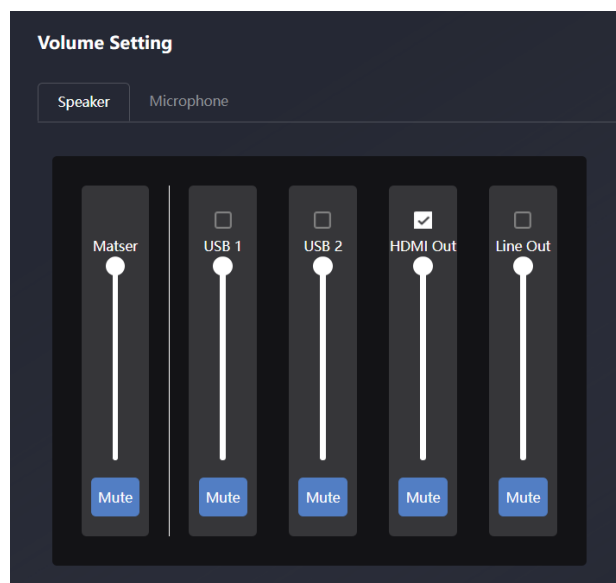 Volume Setting
Speaker Microphone
Matser USB 1 USB 2 HDMI Out Line Out
Mute Mute Mute Mute Mute